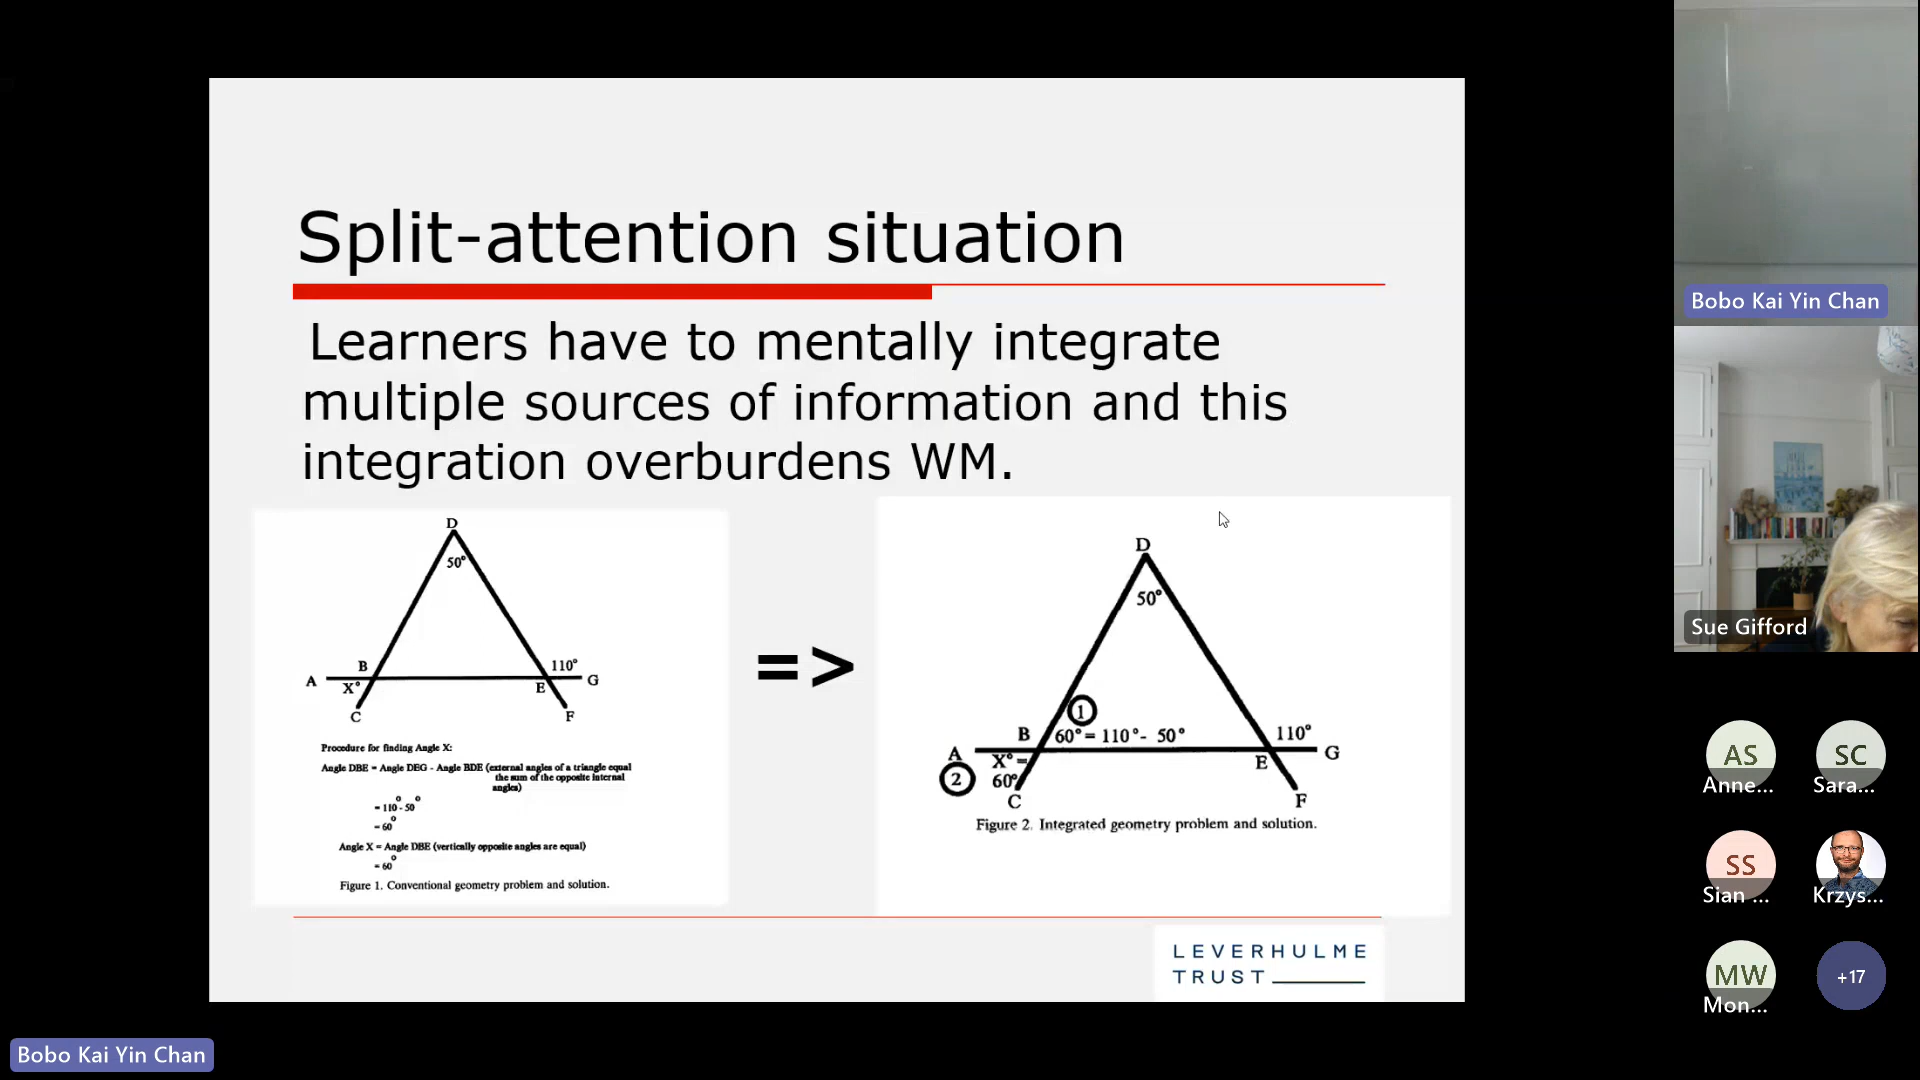 Split-attention situation
Learners have to mentally integrate
multiple sources of information and this
integration overburdens WM.
D
50°
B
110°
A
X°
E
G
C
F
Procedure for finding Angle X:
Angle DBE = Angle DEG - Angle BDE (external angles of a triangle equal
the sum of the opposite internal
angles)
= 110° - 50°
= 60°
Angle X = Angle DBE (vertically opposite angles are equal)
= 60°
Figure 1. Conventional geometry problem and solution.
=>
D
50°
1
B
60° = 110° - 50°
110°
A
X° =
E
G
2
60°
C
F
Figure 2. Integrated geometry problem and solution.
LEVERHULME
TRUST
Bobo Kai Yin Chan
Bobo Kai Yin Chan
Sue Gifford
AS
Anne...
SC
Sara...
SS
Sian ...
Krzys...
MW
Mon...
+17